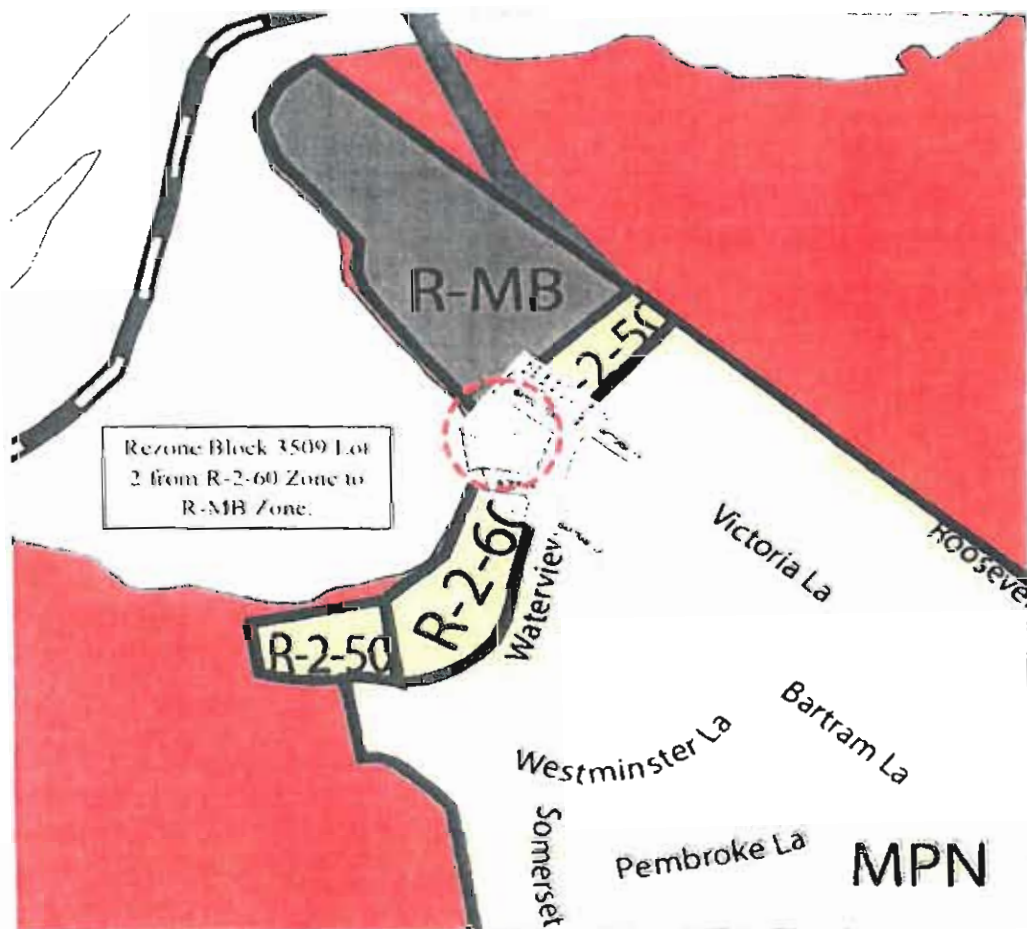 R-MB
-2-50
Rezone Block 3509 Lot
2 from R-2-60 Zone to
R-MB Zone.
R-2-60
R-2-50
Waterview
Victoria La
Rooseve
Bartram La
Westminster La
Somerset
Pembroke La
MPN